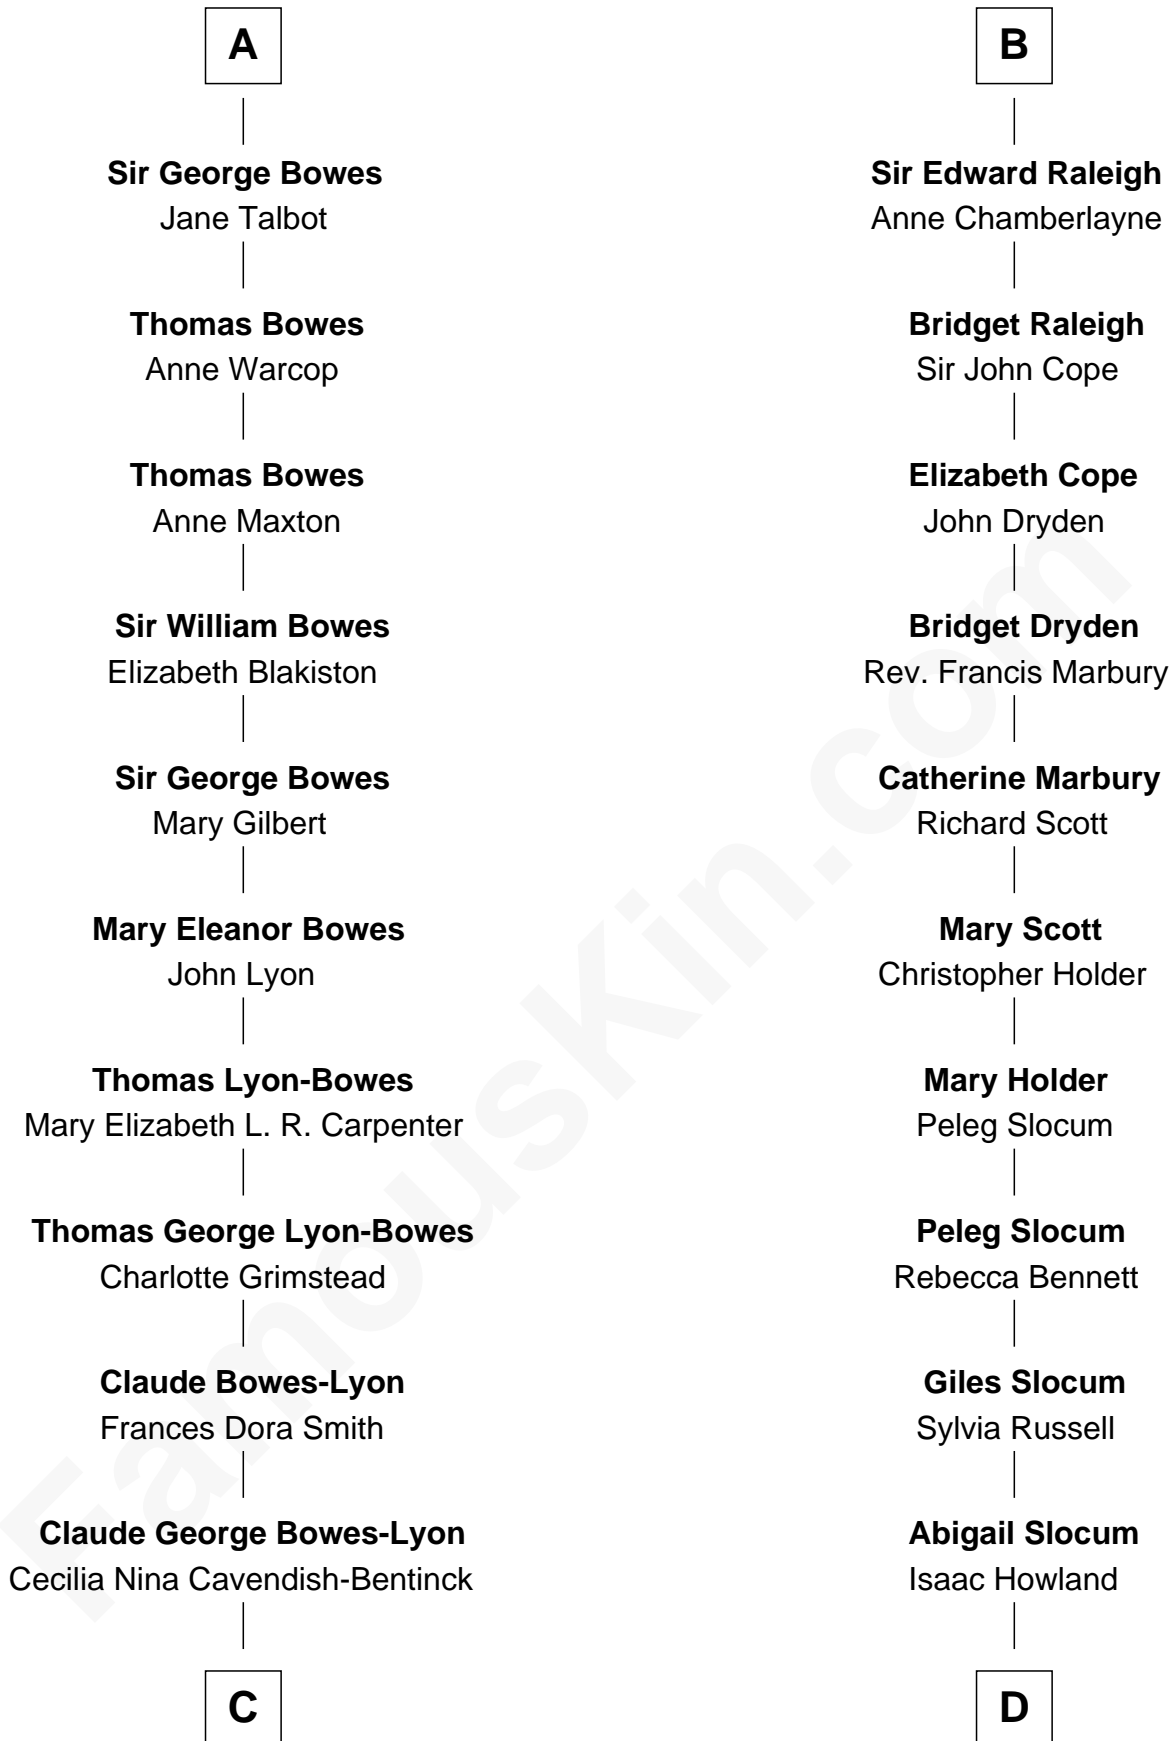 A
Sir George Bowes
Jane Talbot
Thomas Bowes
Anne Warcop
Thomas Bowes
Anne Maxton
Sir William Bowes
Elizabeth Blakiston
Sir George Bowes
Mary Gilbert
Mary Eleanor Bowes
John Lyon
Thomas Lyon-Bowes
Mary Elizabeth L. R. Carpenter
Thomas George Lyon-Bowes
Charlotte Grimstead
Claude Bowes-Lyon
Frances Dora Smith
Claude George Bowes-Lyon
Cecilia Nina Cavendish-Bentinck
C
B
Sir Edward Raleigh
Anne Chamberlayne
Bridget Raleigh
Sir John Cope
Elizabeth Cope
John Dryden
Bridget Dryden
Rev. Francis Marbury
Catherine Marbury
Richard Scott
Mary Scott
Christopher Holder
Mary Holder
Peleg Slocum
Peleg Slocum
Rebecca Bennett
Giles Slocum
Sylvia Russell
Abigail Slocum
Isaac Howland
D
FamousKin.com